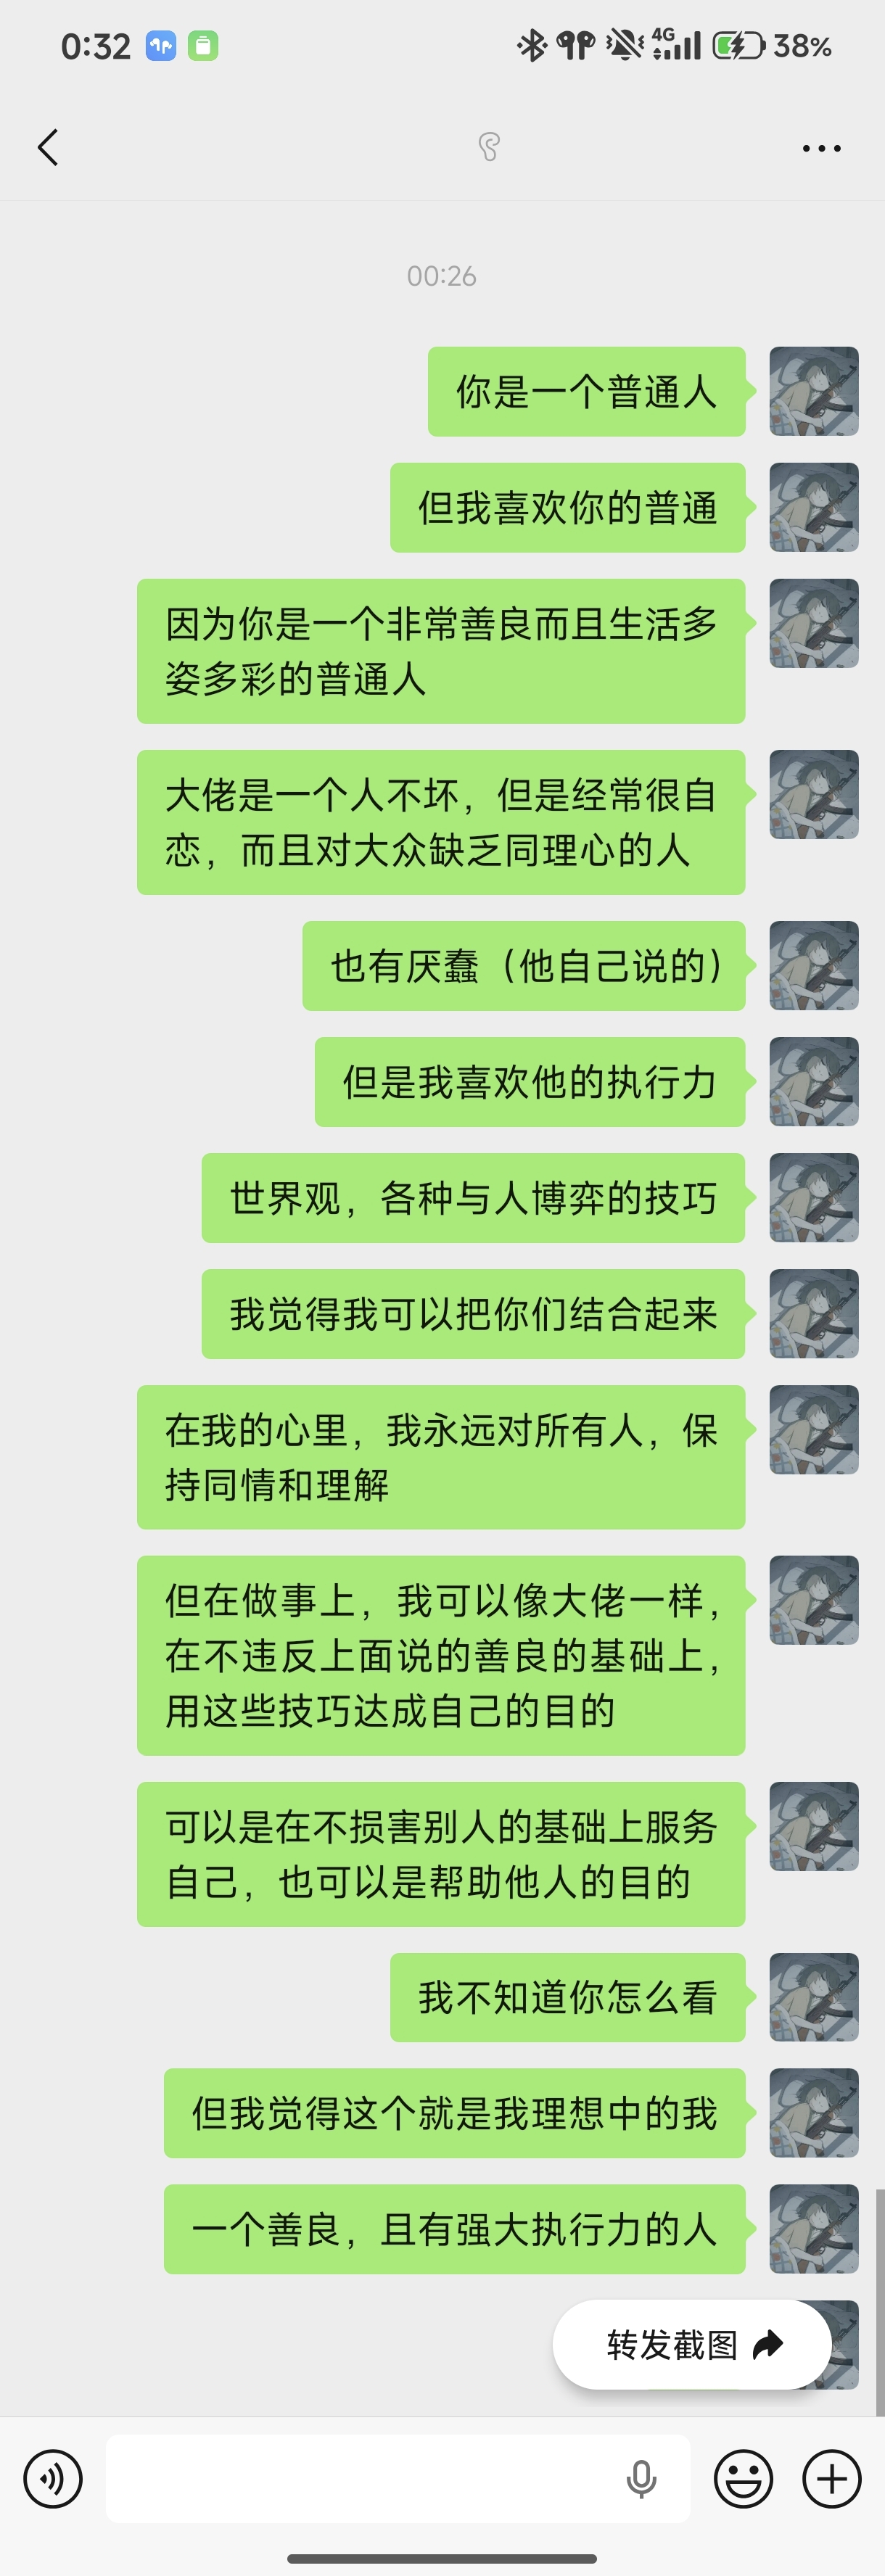 0:32
4G
38%
00:26
你是一个普通人
但我喜欢你的普通
因为你是一个非常善良而且生活多
姿多彩的普通人
大佬是一个人不坏，但是经常很自
恋，而且对大众缺乏同理心的人
也有厌蠢（他自己说的）
但是我喜欢他的执行力
世界观，各种与人博弈的技巧
我觉得我可以把你们结合起来
在我的心里，我永远对所有人，保
持同情和理解
但在做事上，我可以像大佬一样，
在不违反上面说的善良的基础上，
用这些技巧达成自己的目的
可以是在不损害别人的基础上服务
自己，也可以是帮助他人的目的
我不知道你怎么看
但我觉得这个就是我理想中的我
一个善良，且有强大执行力的人
转发截图